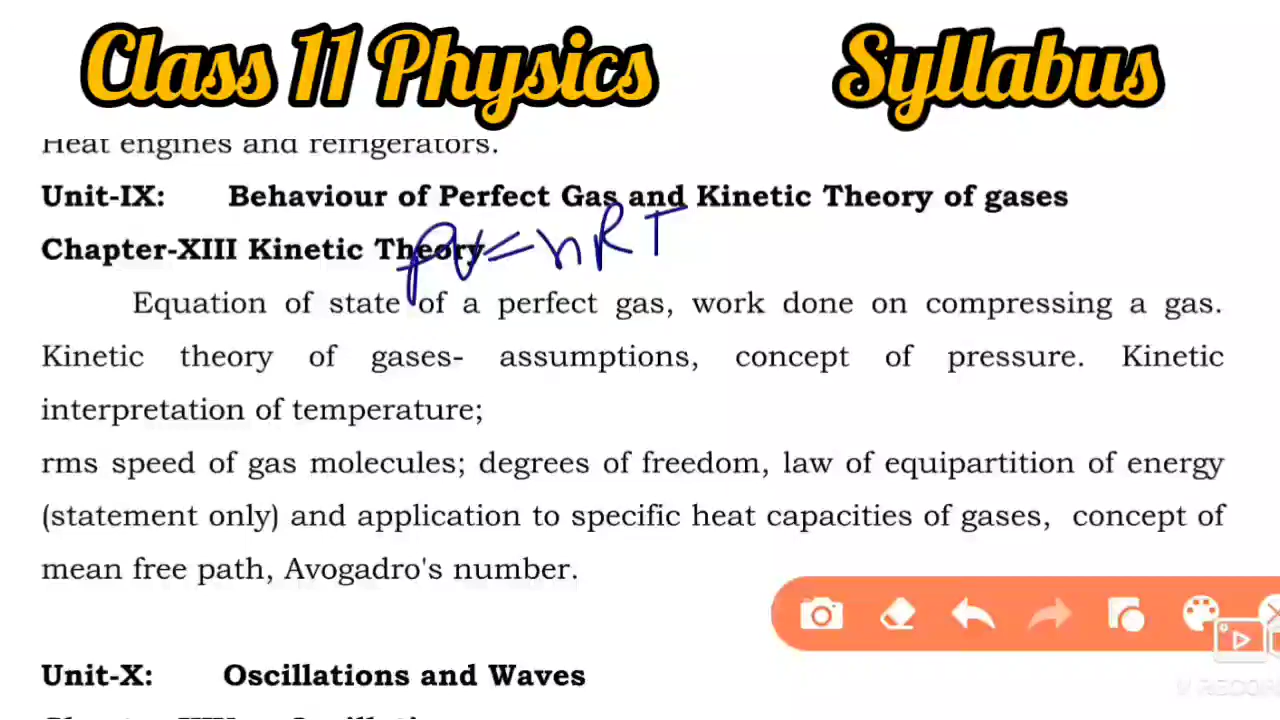 Class 11 Physics Syllabus
Heat engines and refrigerators.
Unit-IX: Behaviour of Perfect Gas and Kinetic Theory of gases
Chapter-XIII Kinetic Theory
PV=nRT
Equation of state of a perfect gas, work done on compressing a gas.
Kinetic theory of gases- assumptions, concept of pressure. Kinetic
interpretation of temperature;
rms speed of gas molecules; degrees of freedom, law of equipartition of energy
(statement only) and application to specific heat capacities of gases, concept of
mean free path, Avogadro's number.
Unit-X: Oscillations and Waves